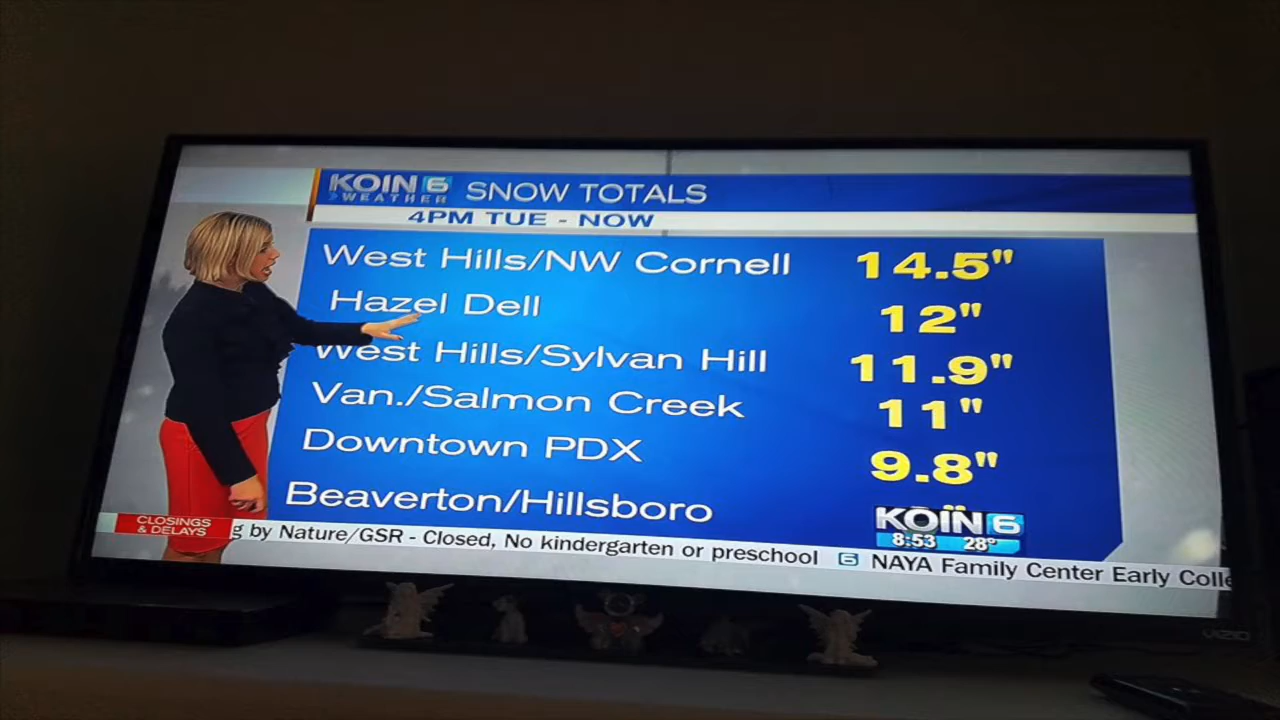 KOIN 6 WEATHER SNOW TOTALS
4PM TUE - NOW
West Hills/NW Cornell 14.5"
Hazel Dell 12"
West Hills/Sylvan Hill 11.9"
Van./Salmon Creek 11"
Downtown PDX 9.8"
Beaverton/Hillsboro
KOIN 6
8:53 28°
CLOSINGS & DELAYS
g by Nature/GSR - Closed, No kindergarten or preschool 6 NAYA Family Center Early Colle
VIZIO